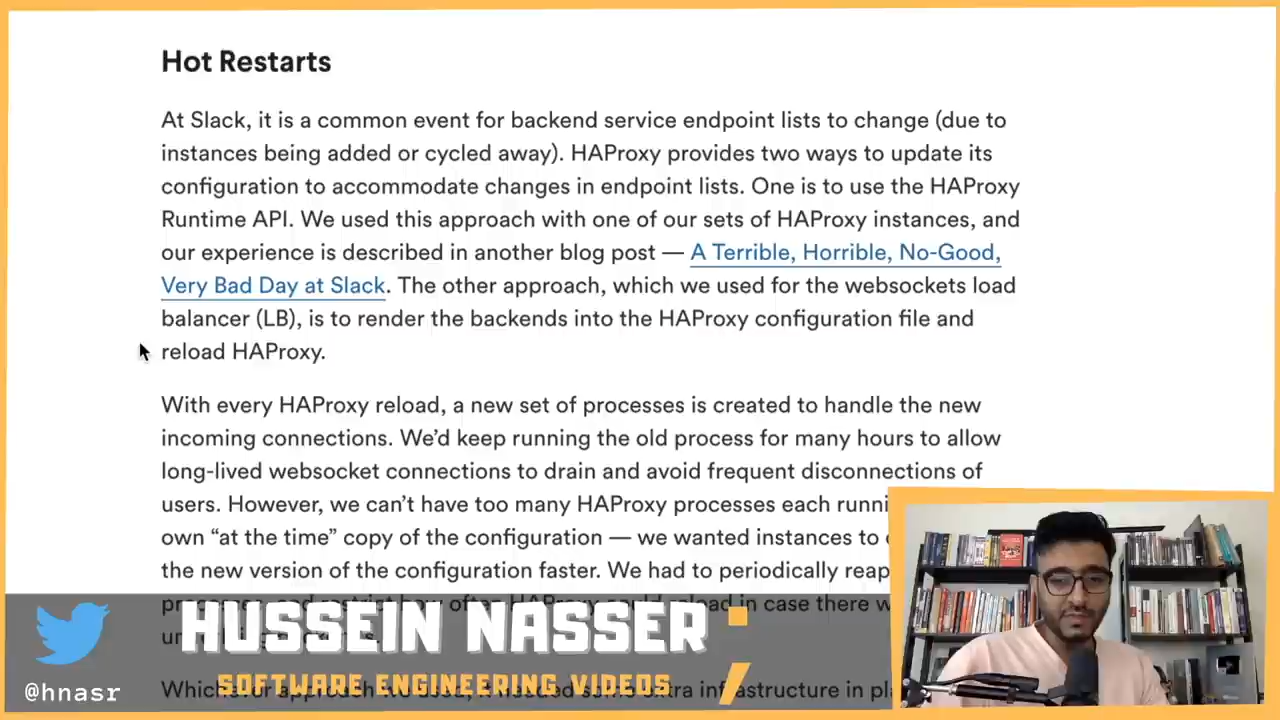 Hot Restarts
At Slack, it is a common event for backend service endpoint lists to change (due to
instances being added or cycled away). HAProxy provides two ways to update its
configuration to accommodate changes in endpoint lists. One is to use the HAProxy
Runtime API. We used this approach with one of our sets of HAProxy instances, and
our experience is described in another blog post — A Terrible, Horrible, No-Good,
Very Bad Day at Slack. The other approach, which we used for the websockets load
balancer (LB), is to render the backends into the HAProxy configuration file and
reload HAProxy.
With every HAProxy reload, a new set of processes is created to handle the new
incoming connections. We’d keep running the old process for many hours to allow
long-lived websocket connections to drain and avoid frequent disconnections of
users. However, we can’t have too many HAProxy processes each runni
own “at the time” copy of the configuration — we wanted instances to
the new version of the configuration faster. We had to periodically reap
in case there
HUSSEIN NASSER
SOFTWARE ENGINEERING VIDEOS
@hnasr